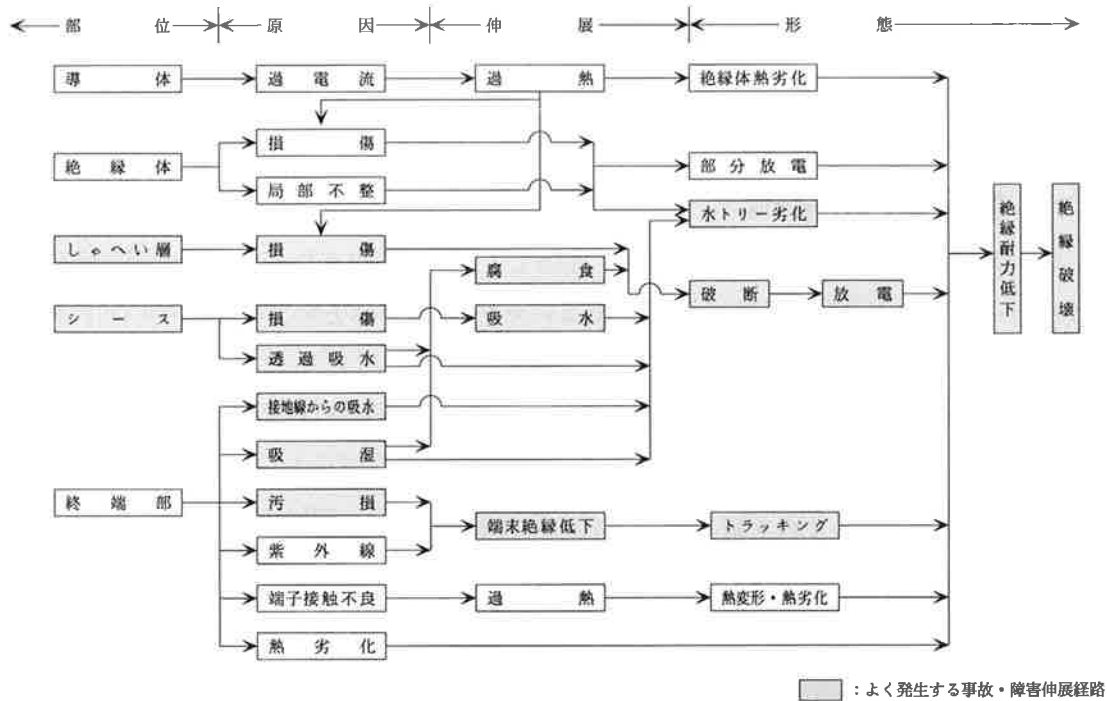 部位 原因 伸展 形態
導体 過電流 過熱 絶縁体熱劣化
損傷
絶縁体 部分放電
局部不整
水トリー劣化
しゃへい層 損傷
腐食
破断 放電
シース 損傷 吸水
透過吸水
接地線からの吸水
吸湿
終端部 汚損
端末絶縁低下 トラッキング
紫外線
端子接触不良 過熱 熱変形・熱劣化
熱劣化
絶縁耐力低下
絶縁破壊
：よく発生する事故・障害伸展経路